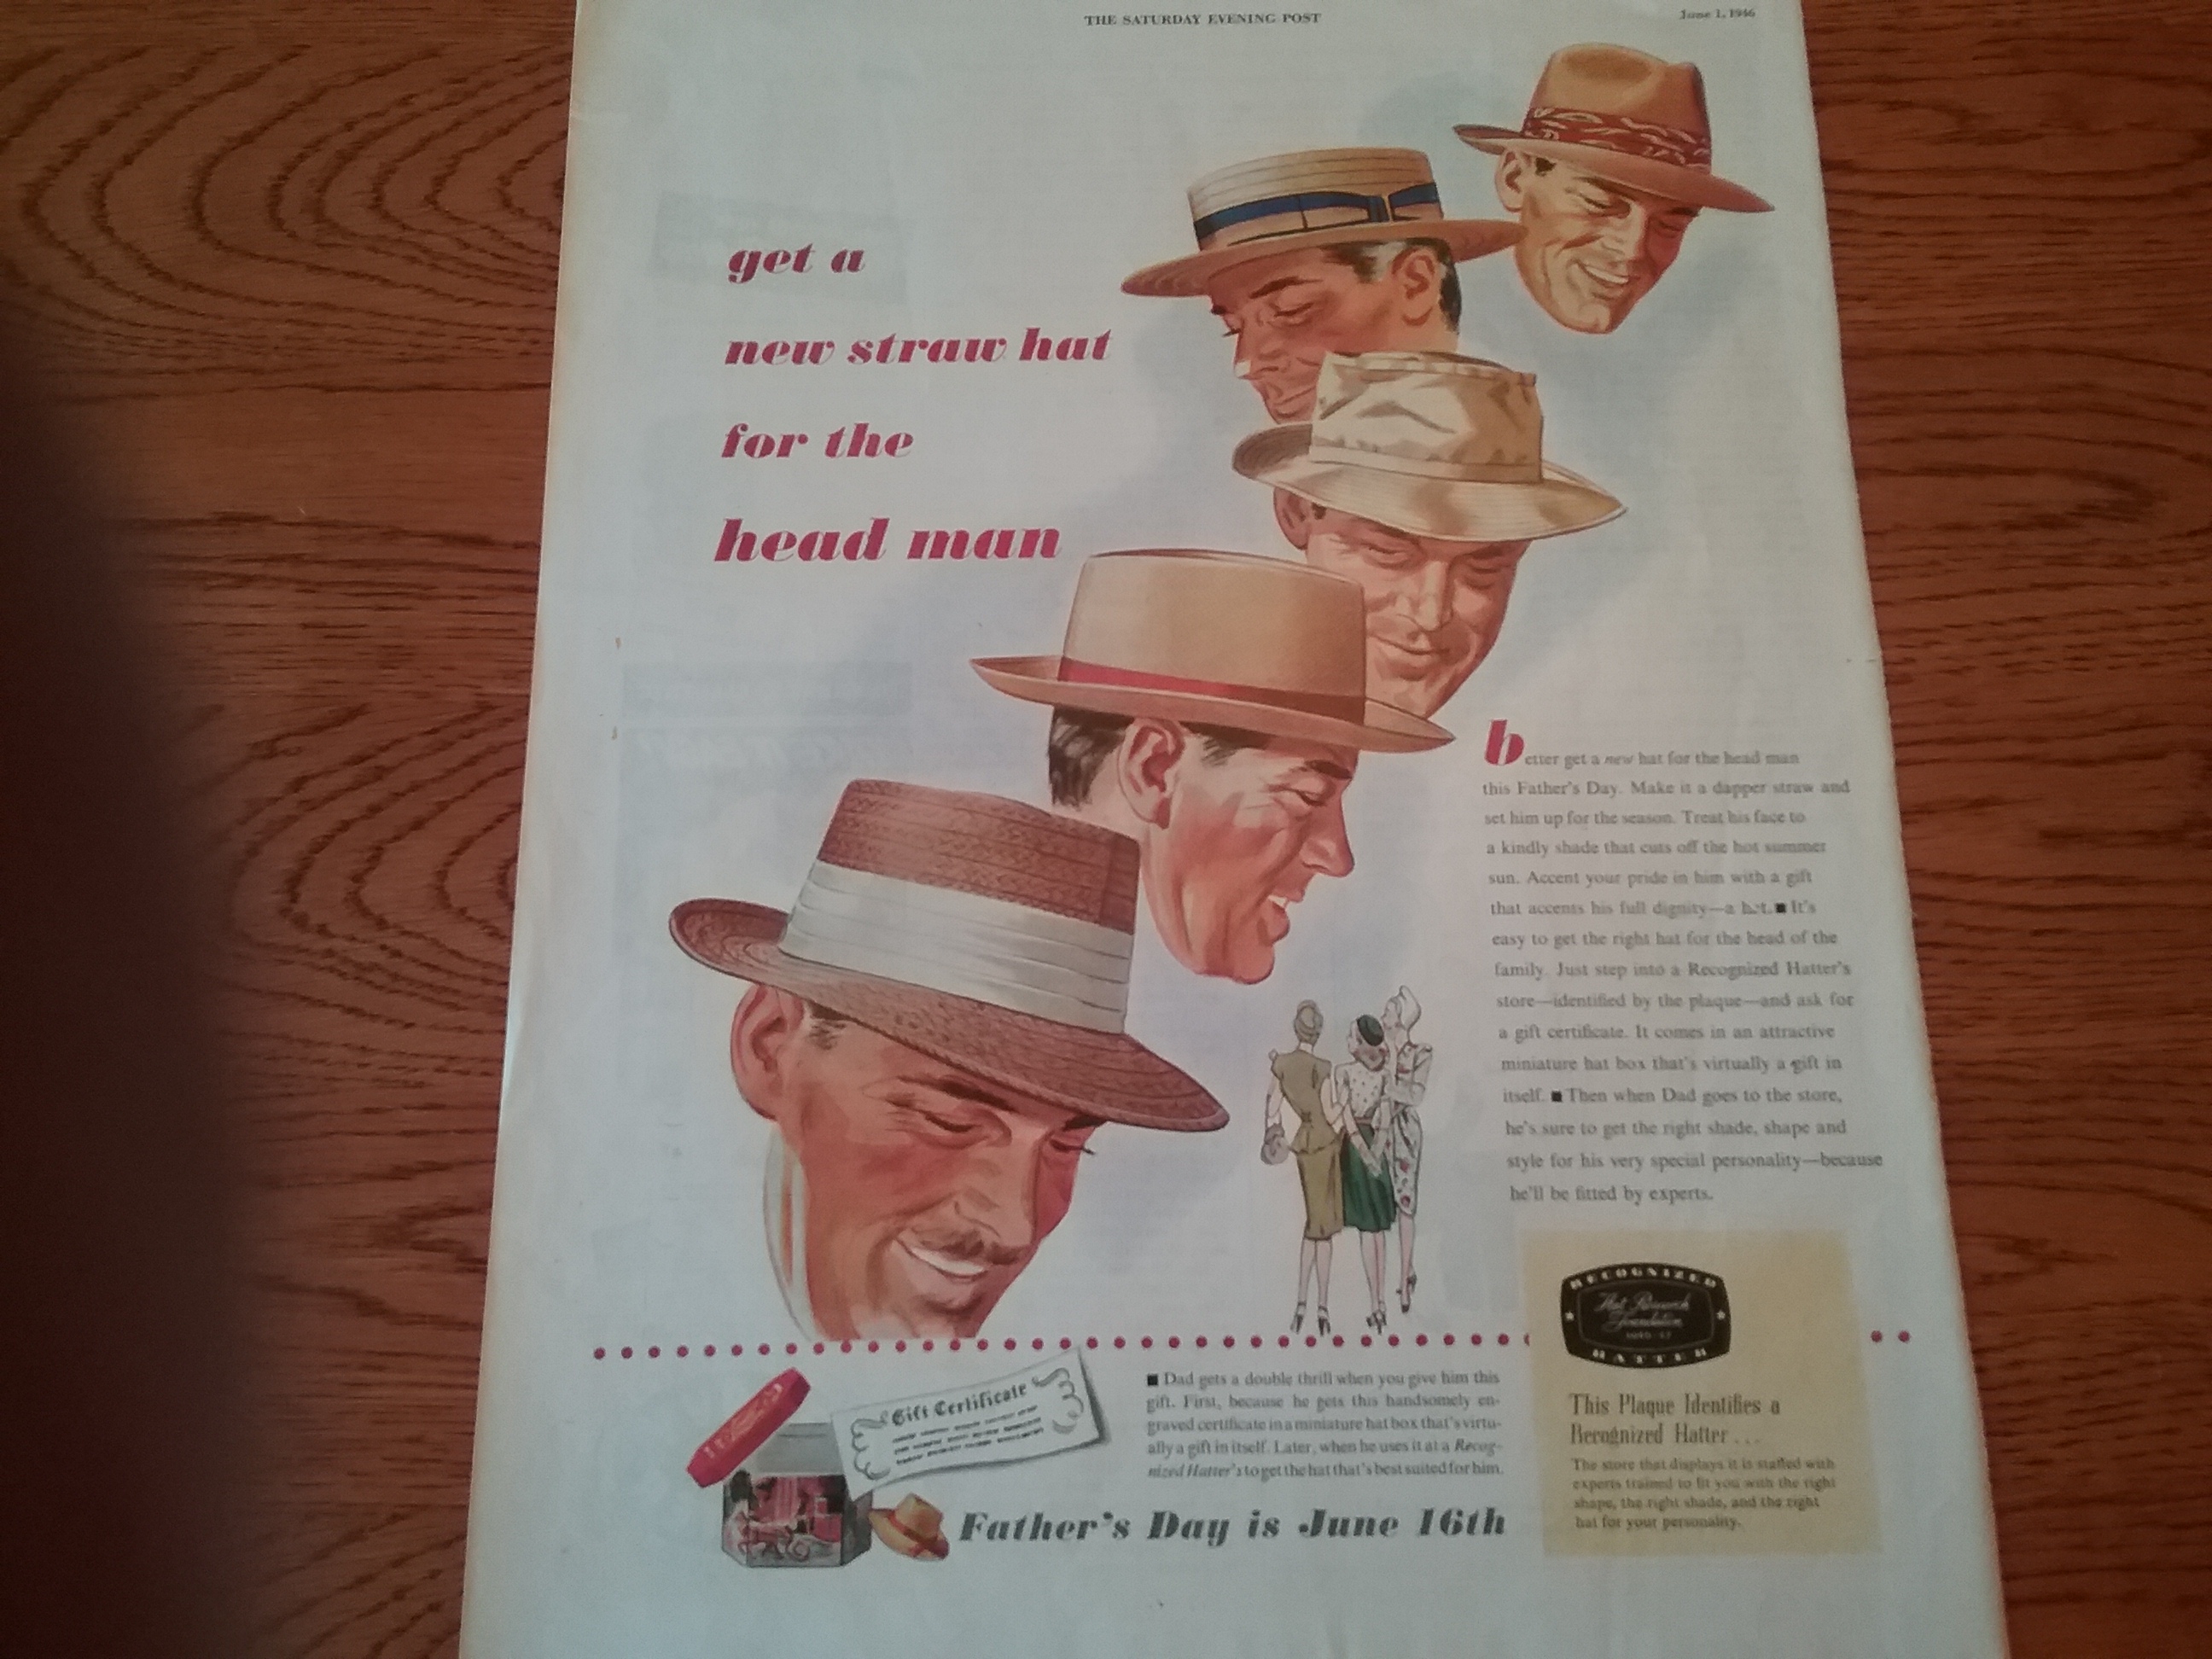 THE SATURDAY EVENING POST
June 1, 1946
get a
new straw hat
for the
head man
better get a new hat for the head man
this Father's Day. Make it a dapper straw and
set him up for the season. Treat his face to
a kindly shade that cuts off the hot summer
sun. Accent your pride in him with a gift
that accents his full dignity—a hat. ■ It's
easy to get the right hat for the head of the
family. Just step into a Recognized Hatter's
store—identified by the plaque—and ask for
a gift certificate. It comes in an attractive
miniature hat box that's virtually a gift in
itself. ■ Then when Dad goes to the store,
he's sure to get the right shade, shape and
style for his very special personality—because
he'll be fitted by experts.
RECOGNIZED
Hat Research
Foundation
HATTER
This Plaque Identifies a
Recognized Hatter...
The store that displays it is staffed with
experts trained to fit you with the right
shape, the right shade, and the right
hat for your personality.
Gift Certificate
■ Dad gets a double thrill when you give him this
gift. First, because he gets this handsomely en-
graved certificate in a miniature hat box that's virtu-
ally a gift in itself. Later, when he uses it at a Recog-
nized Hatter's to get the hat that's best suited for him.
Father's Day is June 16th